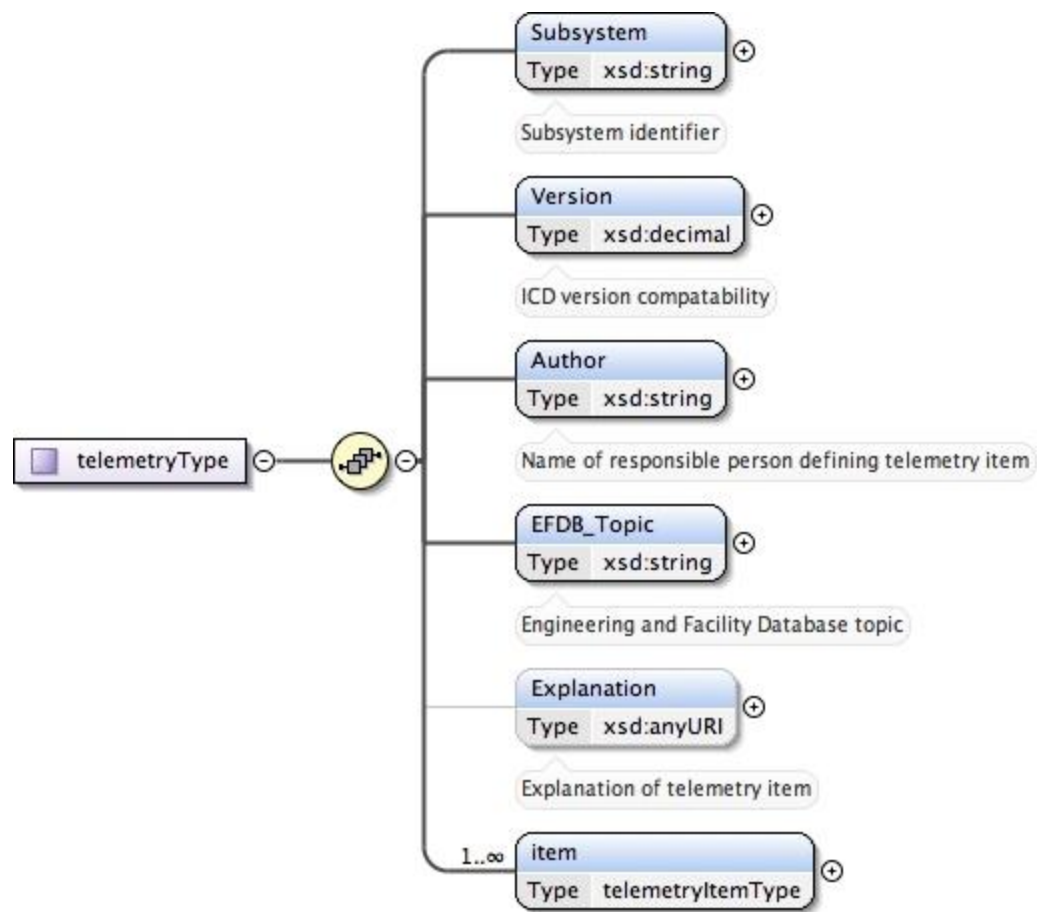 Subsystem
Type xsd:string
Subsystem identifier
Version
Type xsd:decimal
ICD version compatability
Author
Type xsd:string
telemetryType
Name of responsible person defining telemetry item
EFDB_Topic
Type xsd:string
Engineering and Facility Database topic
Explanation
Type xsd:anyURI
Explanation of telemetry item
1..∞
item
Type telemetryItemType